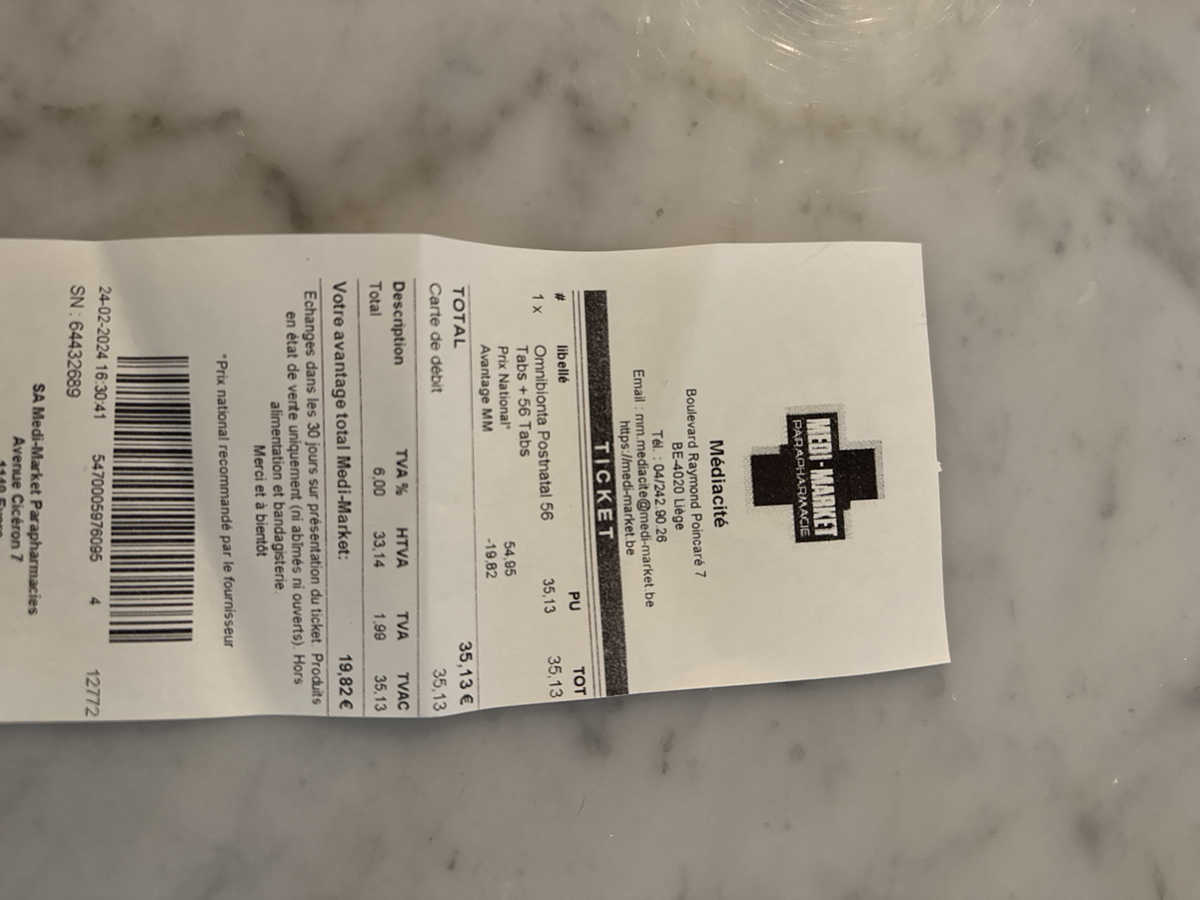 MEDI-MARKET
PARAPHARMACIE
Médiacité
Boulevard Raymond Poincaré 7
BE-4020 Liège
Tél. : 04/242.90 26
Email : mm.mediacite@medi-market.be
https://medi-market.be
TICKET
# libellé PU TOT
1 x Omnibionta Postnatal 56 35,13 35,13
Tabs + 56 Tabs
Prix National* 54,95
Avantage MM -19,82
TOTAL 35,13 €
Carte de débit 35,13
Description TVA % HTVA TVA TVAC
Total 6,00 33,14 1,99 35,13
Votre avantage total Medi-Market: 19,82 €
Echanges dans les 30 jours sur présentation du ticket. Produits
en état de vente uniquement (ni abîmés ni ouverts). Hors
alimentation et bandagisterie.
Merci et à bientôt
*Prix national recommandé par le fournisseur
24-02-2024 16:30:41 5470005976095 4 12772
SN : 64432689
SA Medi-Market Parapharmacies
Avenue Cicéron 7